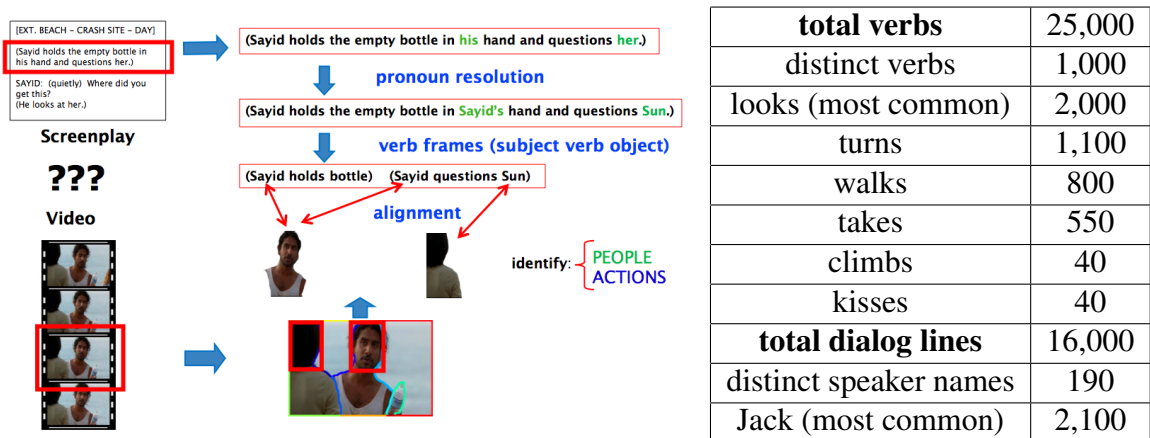 [EXT. BEACH – CRASH SITE – DAY]
(Sayid holds the empty bottle in
his hand and questions her.)
SAYID: (quietly) Where did you
get this?
(He looks at her.)
Screenplay
???
Video
(Sayid holds the empty bottle in his hand and questions her.)
pronoun resolution
(Sayid holds the empty bottle in Sayid's hand and questions Sun.)
verb frames (subject verb object)
(Sayid holds bottle) (Sayid questions Sun)
alignment
identify: PEOPLE
ACTIONS
total verbs 25,000
distinct verbs 1,000
looks (most common) 2,000
turns 1,100
walks 800
takes 550
climbs 40
kisses 40
total dialog lines 16,000
distinct speaker names 190
Jack (most common) 2,100